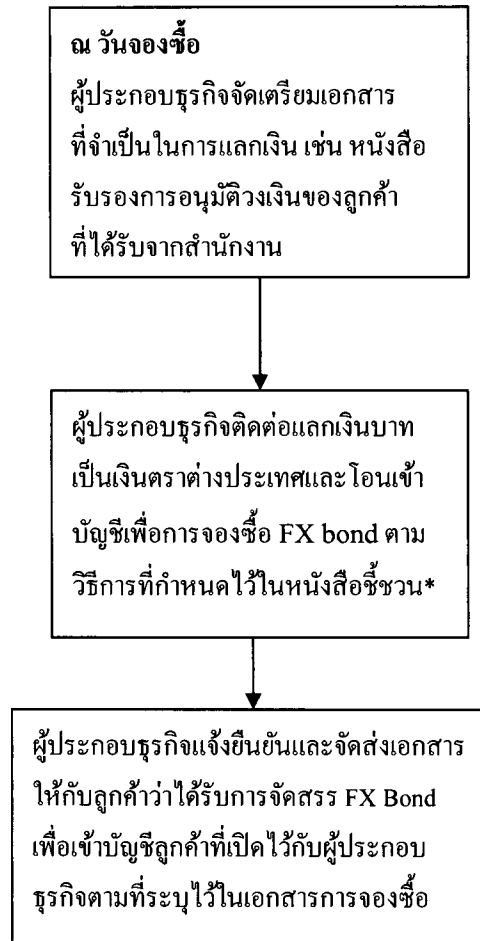 ณ วันจองซื้อ
ผู้ประกอบธุรกิจจัดเตรียมเอกสาร
ที่จำเป็นในการแลกเงิน เช่น หนังสือ
รับรองการอนุมัติวงเงินของลูกค้า
ที่ได้รับจากสำนักงาน
ผู้ประกอบธุรกิจติดต่อแลกเงินบาท
เป็นเงินตราต่างประเทศและโอนเข้า
บัญชีเพื่อการจองซื้อ FX bond ตาม
วิธีการที่กำหนดไว้ในหนังสือชี้ชวน*
ผู้ประกอบธุรกิจแจ้งยืนยันและจัดส่งเอกสาร
ให้กับลูกค้าว่าได้รับการจัดสรร FX Bond
เพื่อเข้าบัญชีลูกค้าที่เปิดไว้กับผู้ประกอบ
ธุรกิจตามที่ระบุไว้ในเอกสารการจองซื้อ